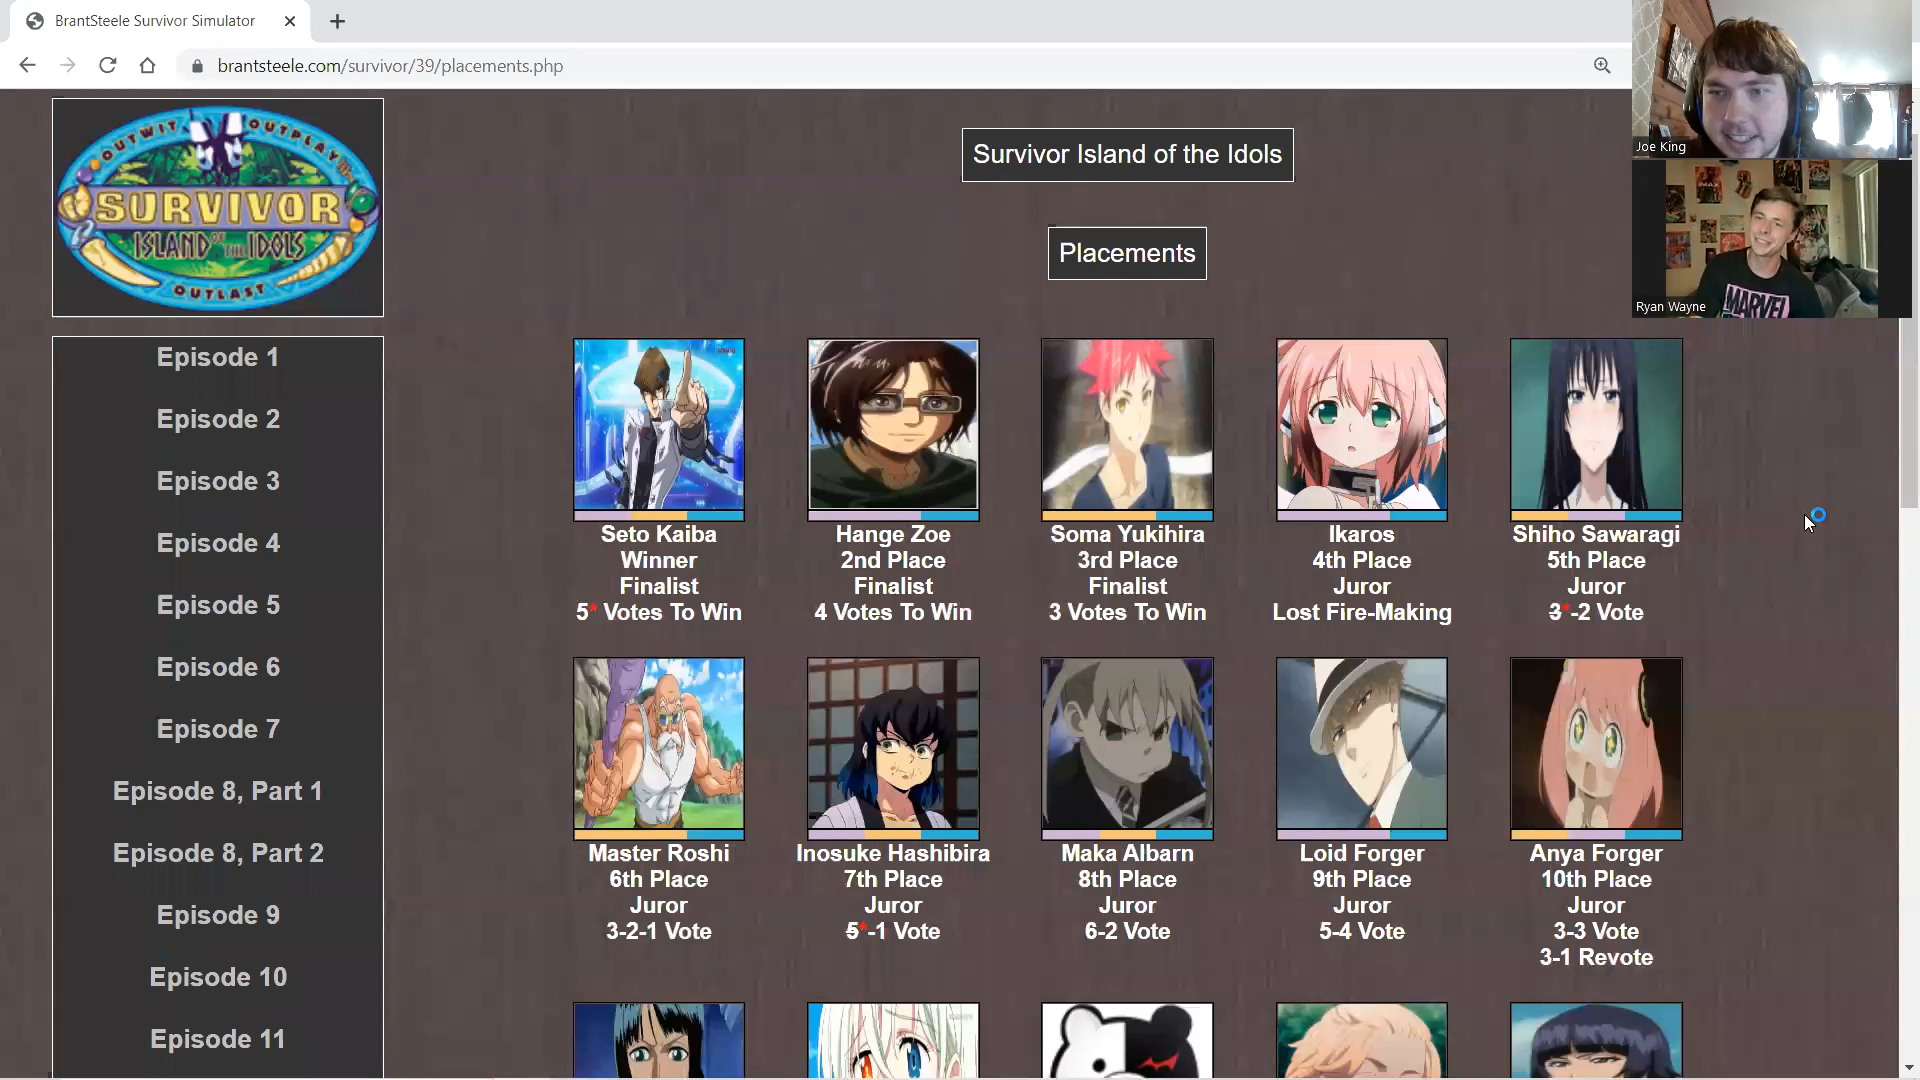 BrantSteele Survivor Simulator
brantsteele.com/survivor/39/placements.php
Joe King
MARVEL
Ryan Wayne
OUTWIT OUTPLAY
SURVIVOR
ISLAND OF THE IDOLS
OUTLAST
Survivor Island of the Idols
Placements
Episode 1
Episode 2
Episode 3
Episode 4
Episode 5
Episode 6
Episode 7
Episode 8, Part 1
Episode 8, Part 2
Episode 9
Episode 10
Episode 11
Seto Kaiba
Winner
Finalist
5* Votes To Win
Hange Zoe
2nd Place
Finalist
4 Votes To Win
Soma Yukihira
3rd Place
Finalist
3 Votes To Win
Ikaros
4th Place
Juror
Lost Fire-Making
Shiho Sawaragi
5th Place
Juror
3*-2 Vote
Master Roshi
6th Place
Juror
3-2-1 Vote
Inosuke Hashibira
7th Place
Juror
5*-1 Vote
Maka Albarn
8th Place
Juror
6-2 Vote
Loid Forger
9th Place
Juror
5-4 Vote
Anya Forger
10th Place
Juror
3-3 Vote
3-1 Revote